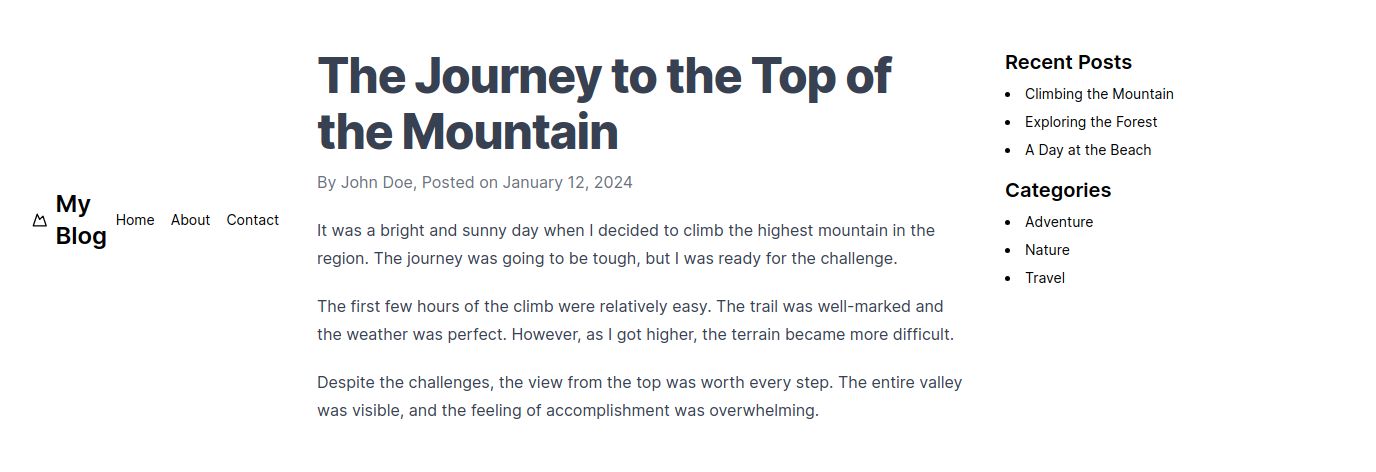 My
Blog
Home About Contact
The Journey to the Top of
the Mountain
By John Doe, Posted on January 12, 2024
It was a bright and sunny day when I decided to climb the highest mountain in the
region. The journey was going to be tough, but I was ready for the challenge.
The first few hours of the climb were relatively easy. The trail was well-marked and
the weather was perfect. However, as I got higher, the terrain became more difficult.
Despite the challenges, the view from the top was worth every step. The entire valley
was visible, and the feeling of accomplishment was overwhelming.
Recent Posts
Climbing the Mountain
Exploring the Forest
A Day at the Beach
Categories
Adventure
Nature
Travel